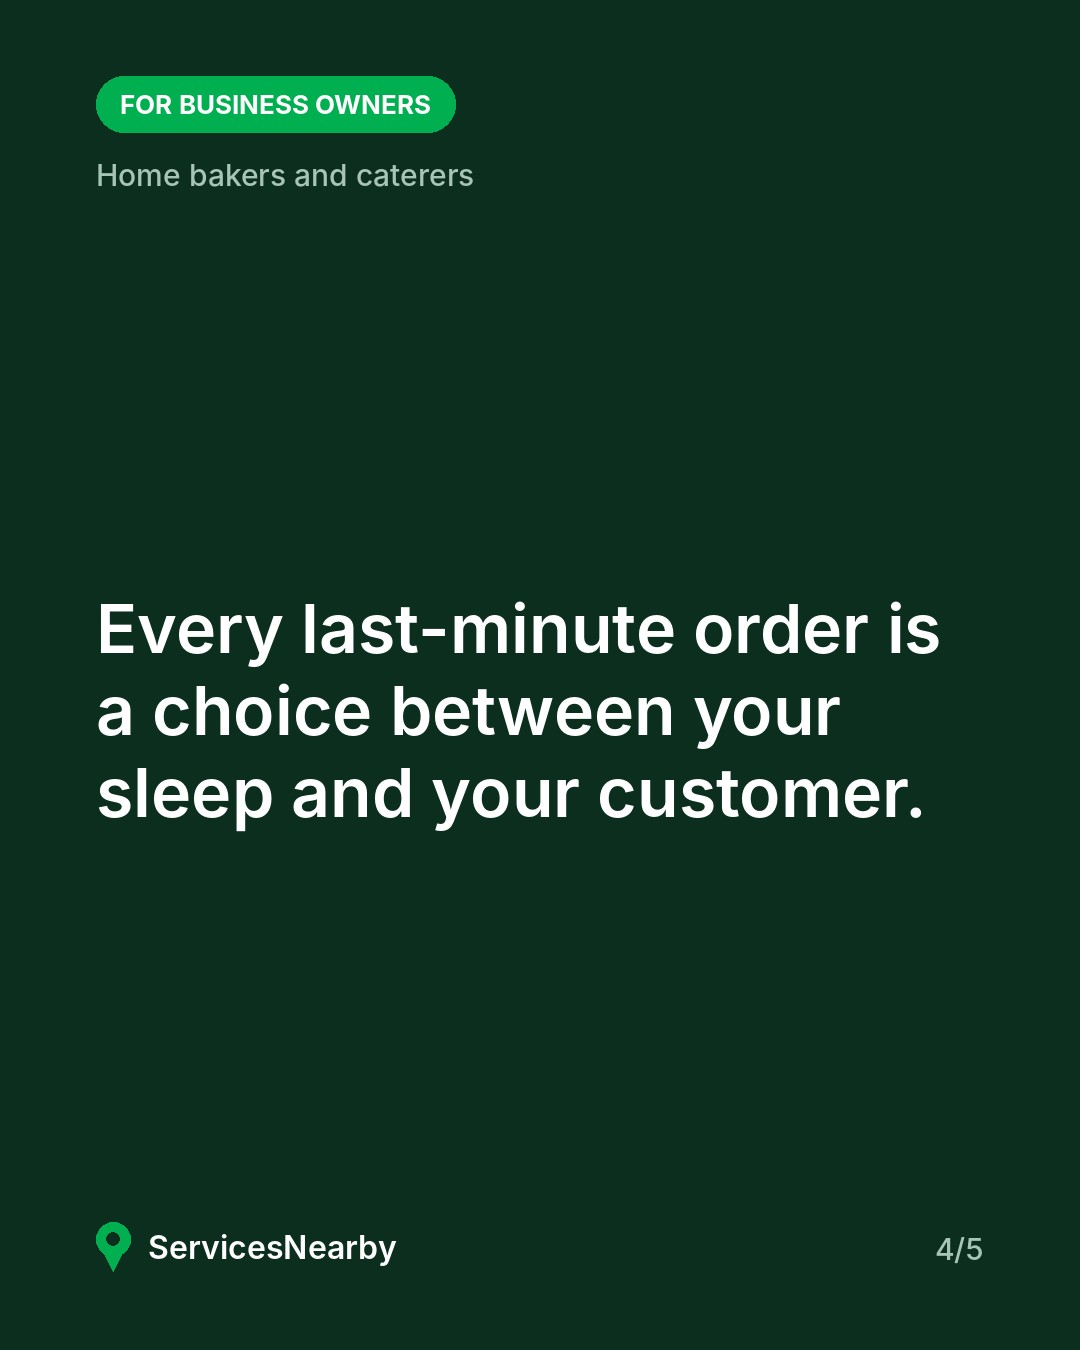 FOR BUSINESS OWNERS
Home bakers and caterers
Every last-minute order is
a choice between your
sleep and your customer.
ServicesNearby
4/5